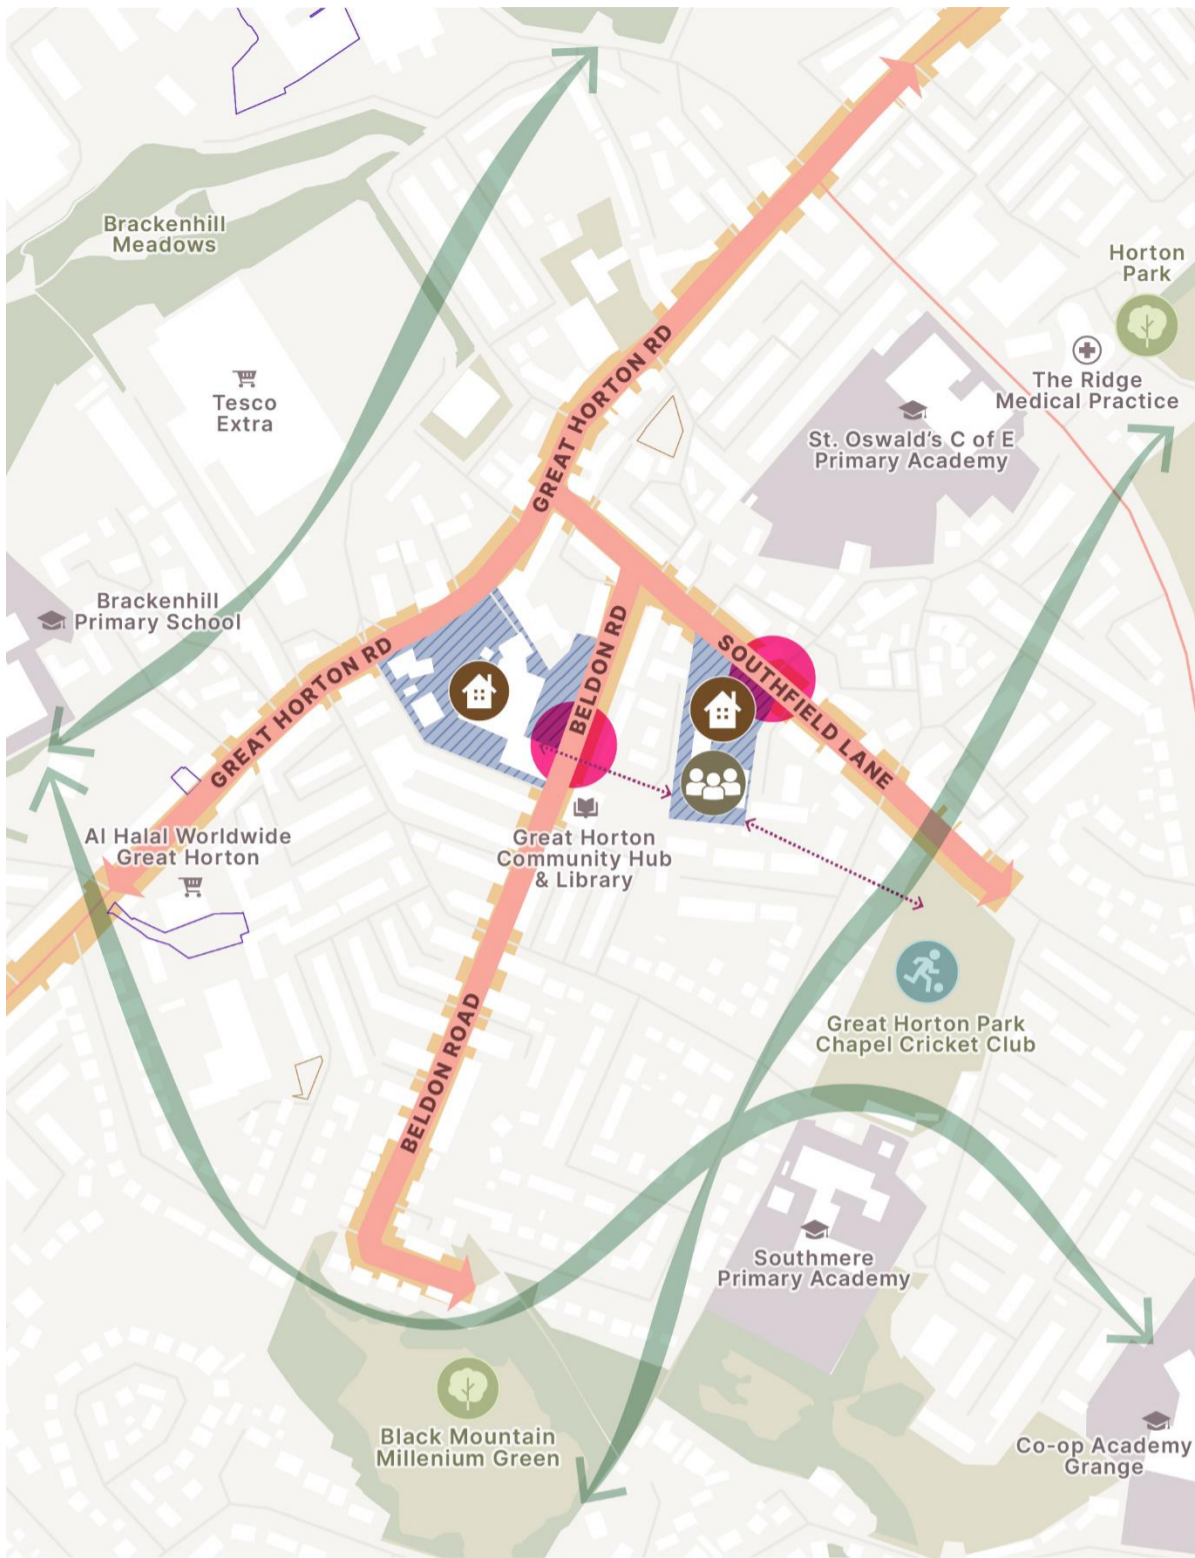 Brackenhill
Meadows
Horton
Park
GREAT HORTON RD
Tesco
Extra
The Ridge
Medical Practice
St. Oswald's C of E
Primary Academy
Brackenhill
Primary School
GREAT HORTON RD
BELDON RD
SOUTHFIELD LANE
Al Halal Worldwide
Great Horton
Great Horton
Community Hub
& Library
BELDON ROAD
Great Horton Park
Chapel Cricket Club
Southmere
Primary Academy
Black Mountain
Millenium Green
Co-op Academy
Grange